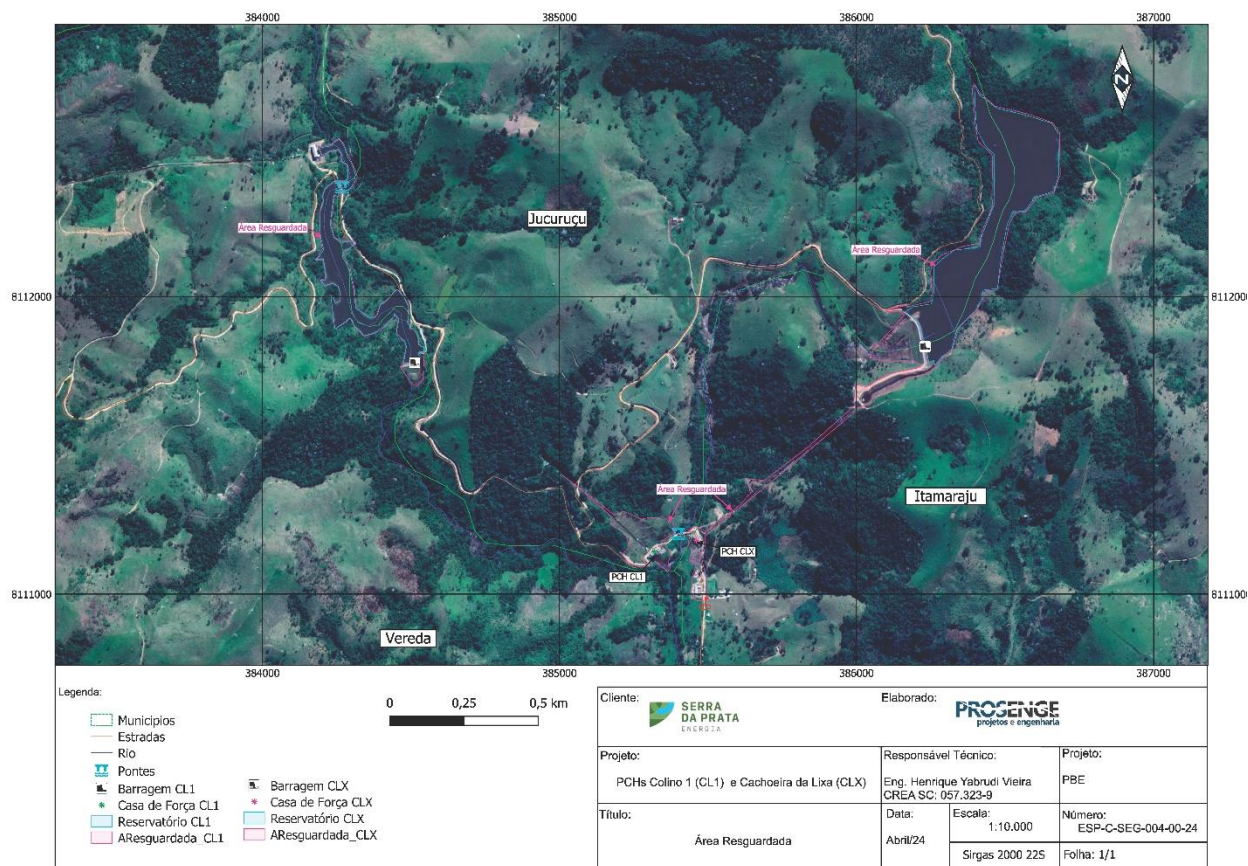 384000 385000 386000 387000
N
Jucuruçu
Área Resguardada
Área Resguardada
8112000 8112000
Área Resguardada
Itamaraju
PCH CLX
PCH CL1
8111000 8111000
Vereda
384000 385000 386000 387000
Legenda:
Municipios
Estradas
Rio
Pontes
Barragem CL1
Casa de Força CL1
Reservatório CL1
AResguardada_CL1
Barragem CLX
Casa de Força CLX
Reservatório CLX
AResguardada_CLX
0 0,25 0,5 km
Cliente:
SERRA
DA PRATA
ENERGIA
Elaborado:
PROSENGE
projetos e engenharia
Projeto:
PCHs Colino 1 (CL1) e Cachoeira da Lixa (CLX)
Responsável Técnico:
Eng. Henrique Yabrudi Vieira
CREA SC: 057.323-9
Projeto:
PBE
Título:
Área Resguardada
Data:
Abril/24
Escala:
1:10.000
Número:
ESP-C-SEG-004-00-24
Sirgas 2000 22S
Folha: 1/1